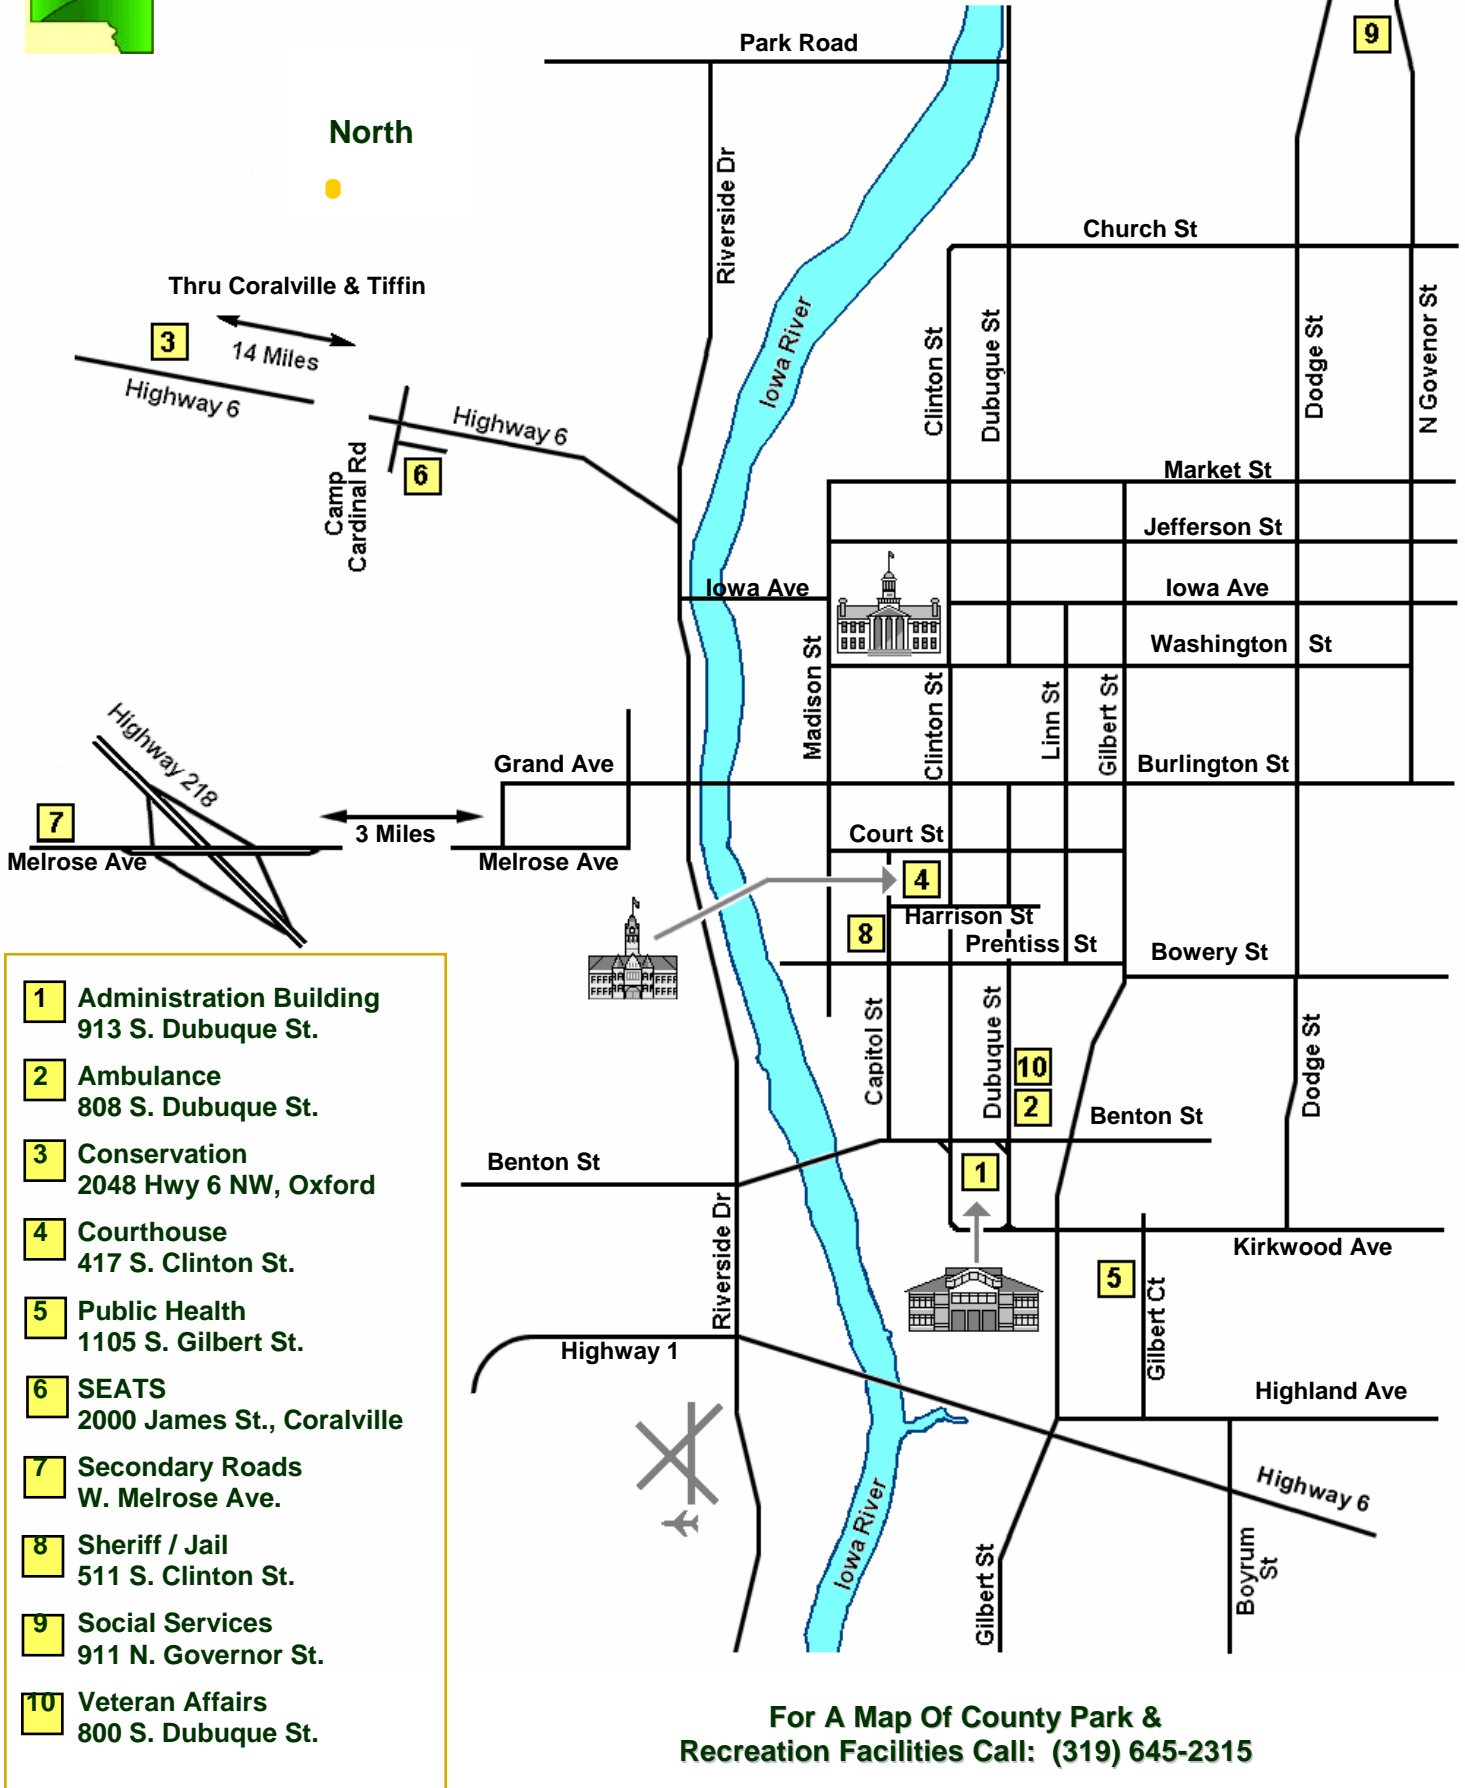 Park Road
9
North
Riverside Dr
Church St
Thru Coralville & Tiffin
3
14 Miles
Highway 6
Highway 6
Iowa River
Clinton St
Dubuque St
Dodge St
N Govenor St
Camp
Cardinal Rd
6
Market St
Jefferson St
Iowa Ave
Iowa Ave
Washington St
Madison St
Clinton St
Linn St
Gilbert St
Highway 218
Grand Ave
Burlington St
7
3 Miles
Melrose Ave
Melrose Ave
Court St
4
Harrison St
8
Prentiss St
Bowery St
Capitol St
Dubuque St
Dodge St
10
2
Benton St
Benton St
1
Riverside Dr
Kirkwood Ave
5
Gilbert Ct
Highway 1
Highland Ave
Highway 6
Iowa River
Gilbert St
Boyrum
St
1 Administration Building
913 S. Dubuque St.
2 Ambulance
808 S. Dubuque St.
3 Conservation
2048 Hwy 6 NW, Oxford
4 Courthouse
417 S. Clinton St.
5 Public Health
1105 S. Gilbert St.
6 SEATS
2000 James St., Coralville
7 Secondary Roads
W. Melrose Ave.
8 Sheriff / Jail
511 S. Clinton St.
9 Social Services
911 N. Governor St.
10 Veteran Affairs
800 S. Dubuque St.
For A Map Of County Park &
Recreation Facilities Call: (319) 645-2315